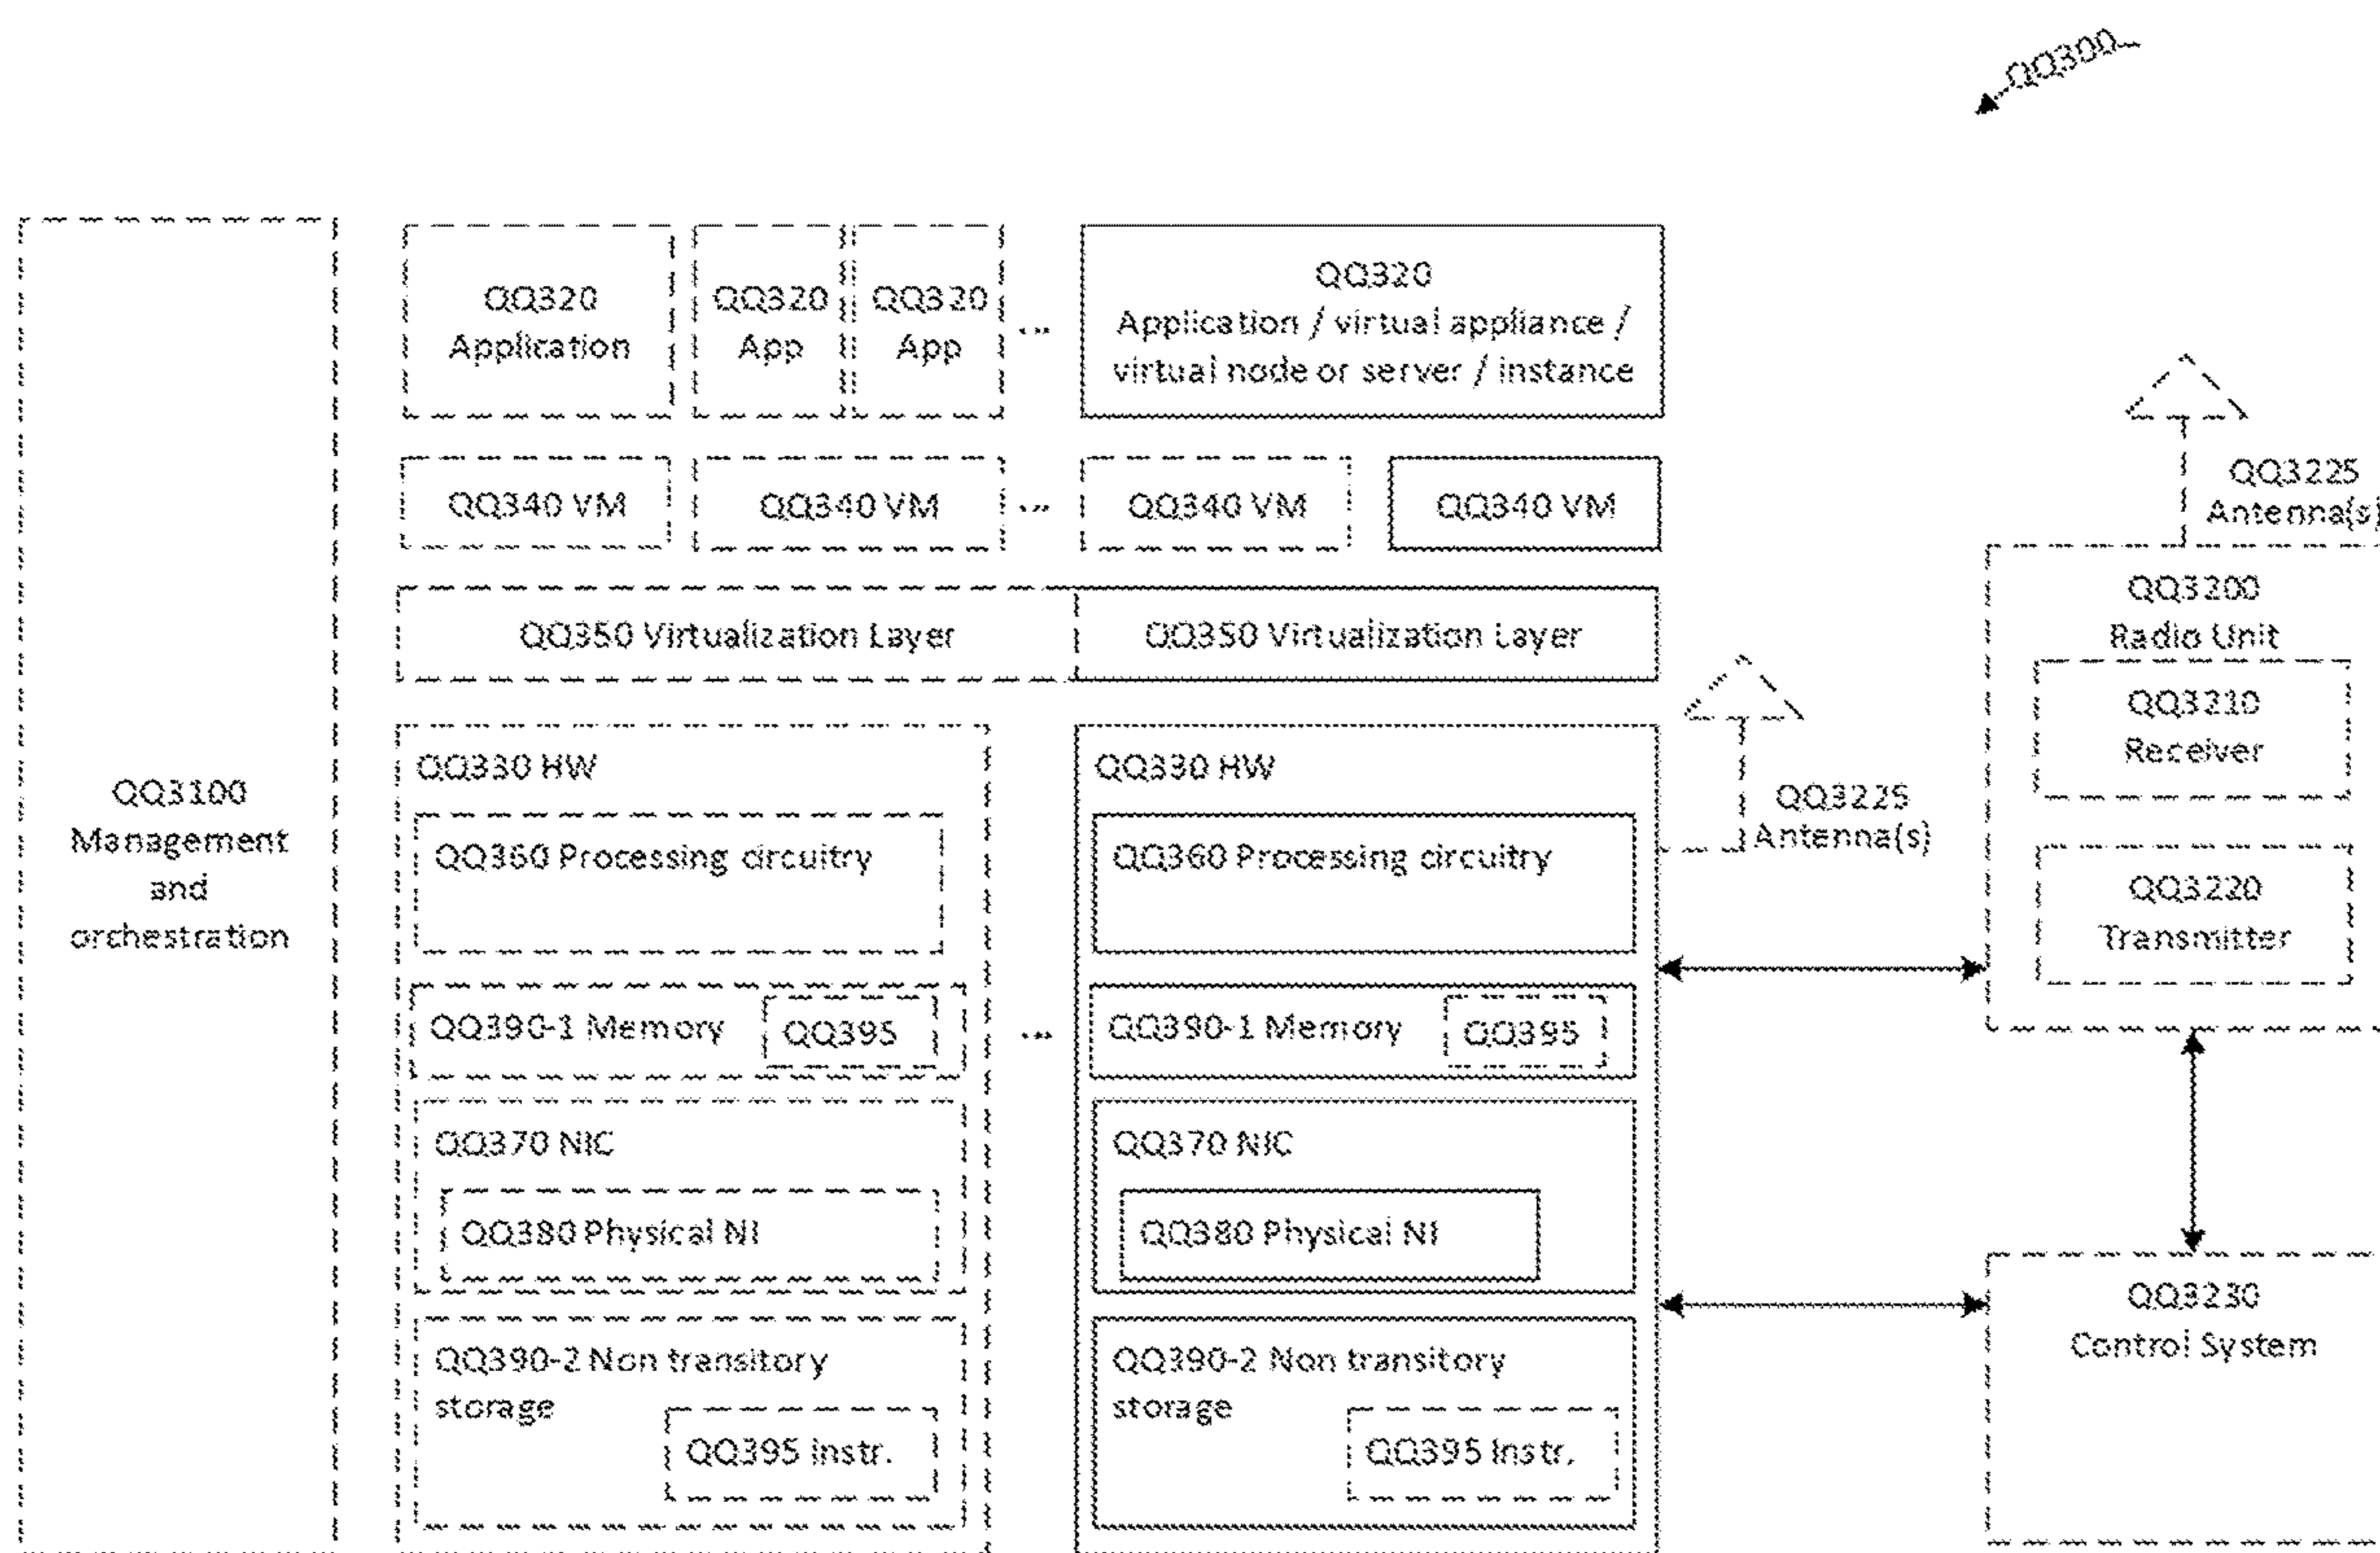 QQ300
QQ320
Application
QQ320
App
QQ320
App
...
QQ320
Application / virtual appliance /
virtual node or server / instance
QQ340 VM
QQ340 VM
...
QQ340 VM
QQ340 VM
QQ350 Virtualization Layer
QQ350 Virtualization Layer
QQ3100
Management
and
orchestration
QQ330 HW
QQ360 Processing circuitry
QQ390-1 Memory
QQ395
QQ370 NIC
QQ380 Physical NI
QQ390-2 Non transitory
storage
QQ395 instr.
...
QQ330 HW
QQ360 Processing circuitry
QQ390-1 Memory
QQ395
QQ370 NIC
QQ380 Physical NI
QQ390-2 Non transitory
storage
QQ395 Instr.
QQ3225
Antenna(s)
QQ3225
Antenna(s)
QQ3200
Radio Unit
QQ3210
Receiver
QQ3220
Transmitter
QQ3230
Control System